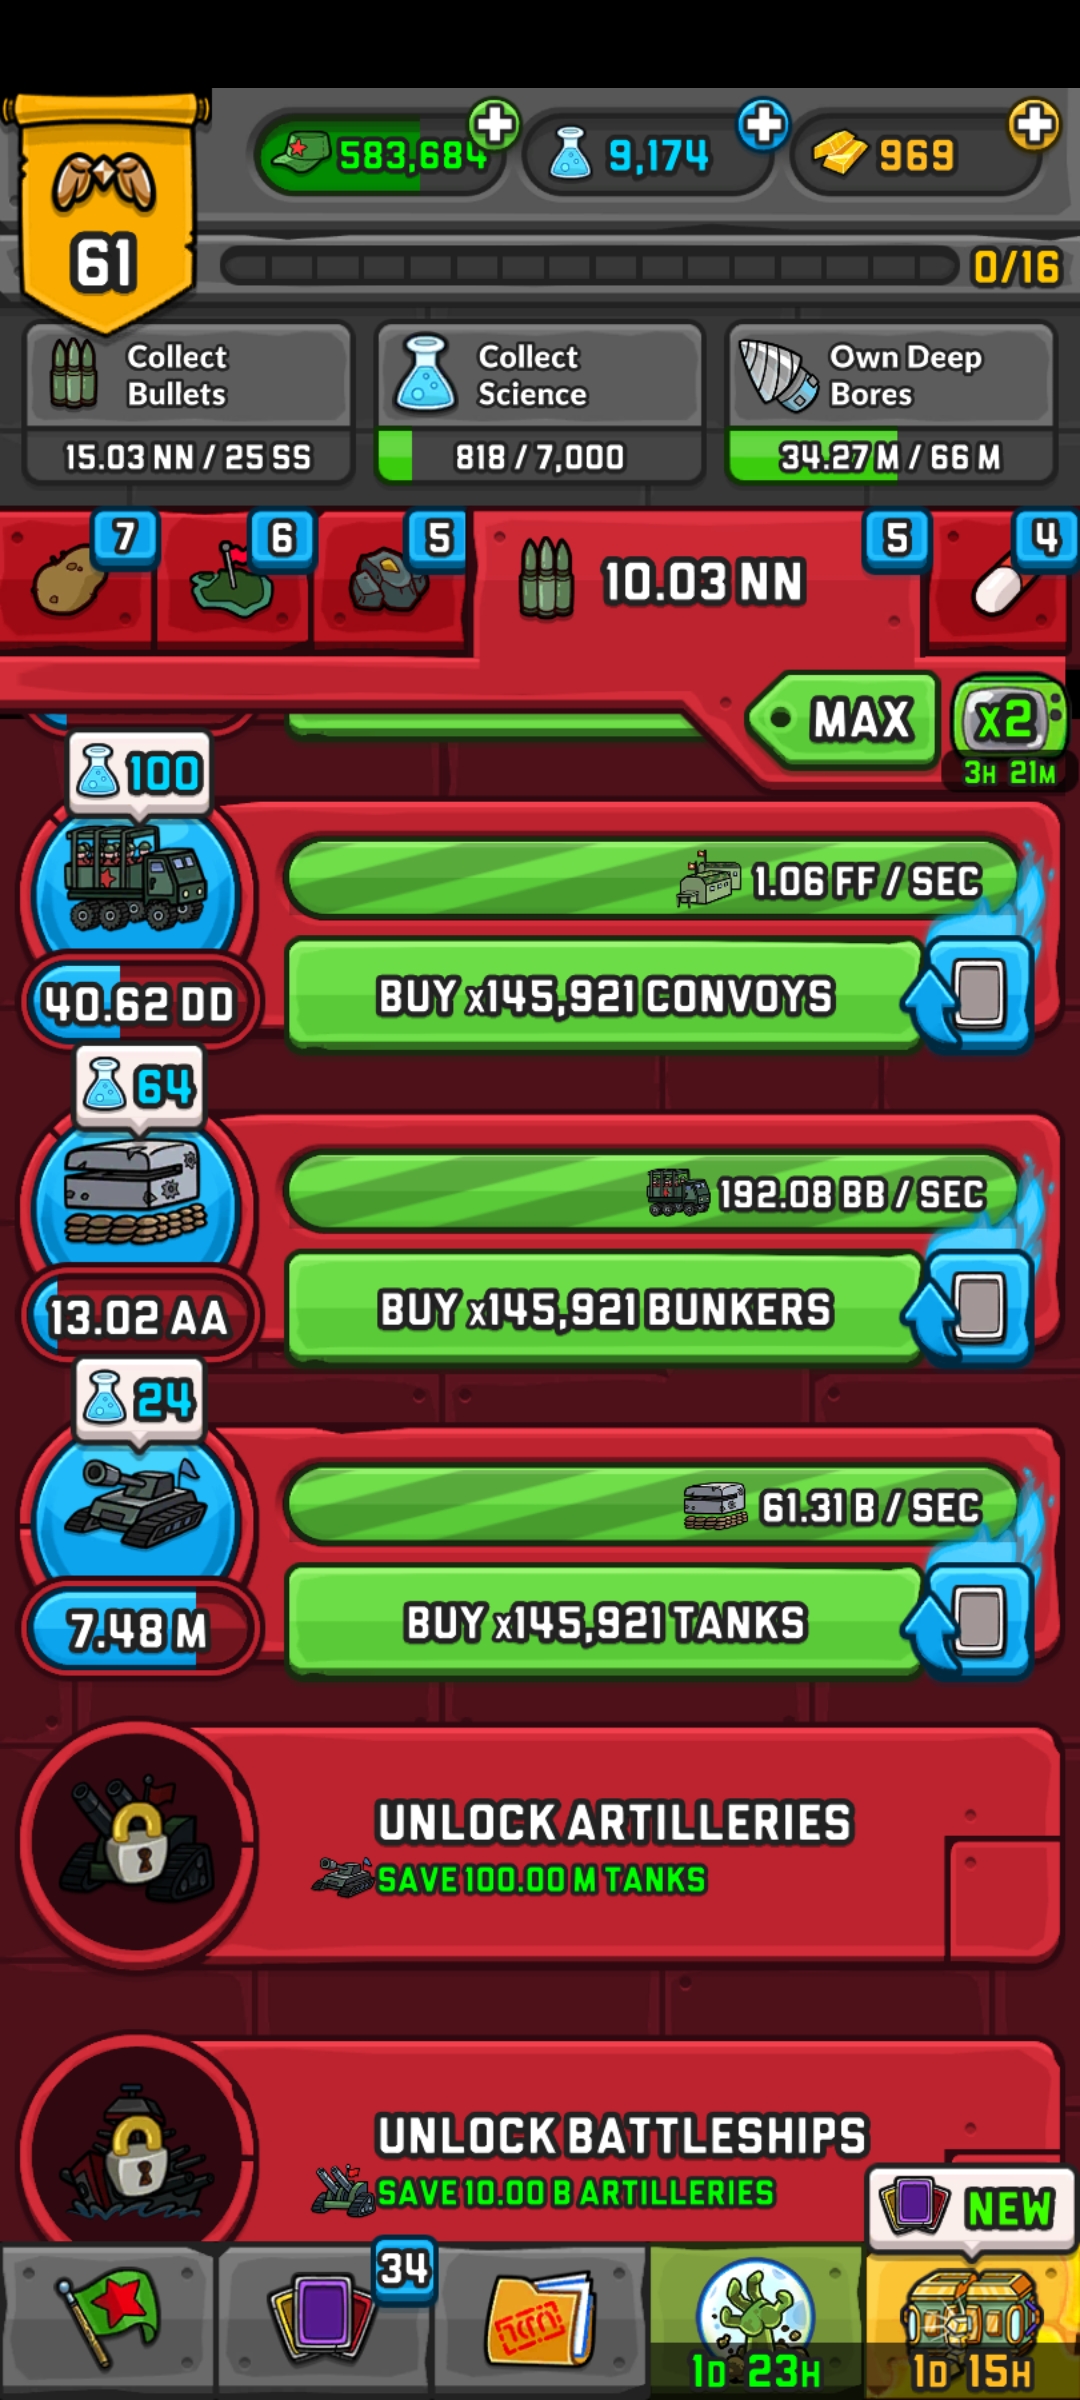 583,684
9,174
969
61
0/16
Collect
Bullets
15.03 NN / 25 SS
Collect
Science
818 / 7,000
Own Deep
Bores
34.27 M / 66 M
7
6
5
10.03 NN
5
4
MAX
x2
3H 21M
100
1.06 FF / SEC
40.62 DD
BUY x145,921 CONVOYS
64
192.08 BB / SEC
13.02 AA
BUY x145,921 BUNKERS
24
61.31 B / SEC
7.48 M
BUY x145,921 TANKS
UNLOCK ARTILLERIES
SAVE 100.00 M TANKS
UNLOCK BATTLESHIPS
SAVE 10.00 B ARTILLERIES
NEW
34
1D 23H
1D 15H